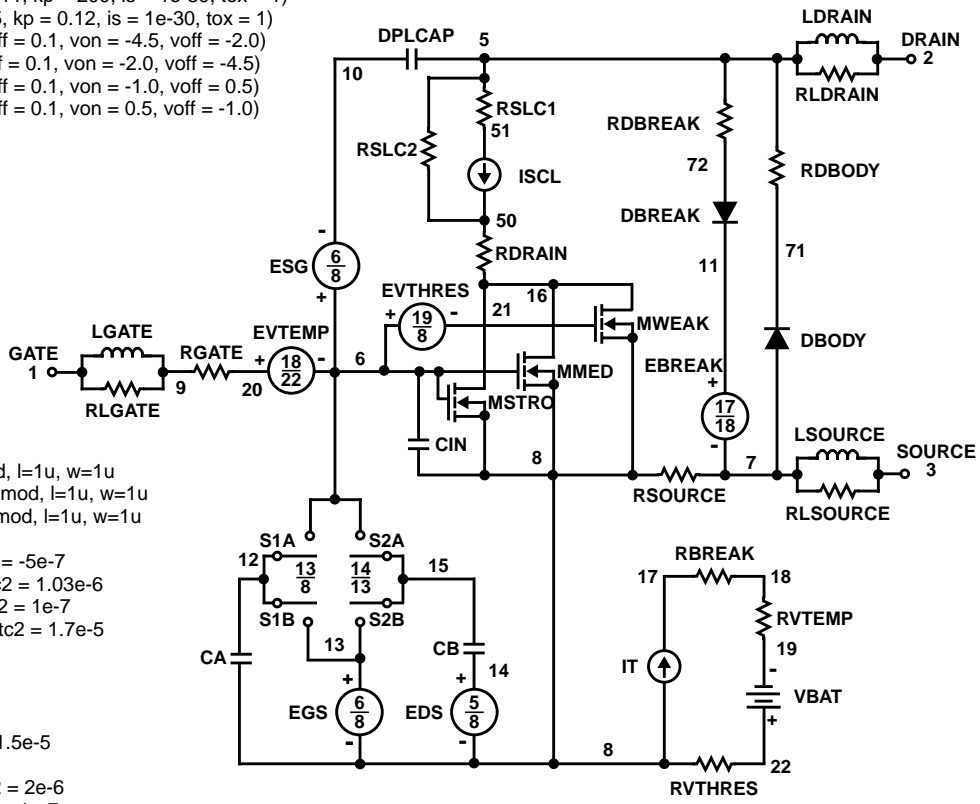 kp = 200, is = 1e-30, tox = 1)
, kp = 0.12, is = 1e-30, tox = 1)
ff = 0.1, von = -4.5, voff = -2.0)
f = 0.1, von = -2.0, voff = -4.5)
ff = 0.1, von = -1.0, voff = 0.5)
ff = 0.1, von = 0.5, voff = -1.0)
DPLCAP
5
10
LDRAIN
DRAIN
2
RLDRAIN
RSLC1
51
RSLC2
ISCL
RDBREAK
72
RDBODY
50
DBREAK
RDRAIN
71
ESG
6
8
-
+
11
EVTHRES
+ 19 -
8
16
21
MWEAK
LGATE
EVTEMP
GATE
1
RGATE
+ 18 -
22
6
MMED
EBREAK
+
DBODY
9
20
RLGATE
MSTRO
17
18
-
CIN
8
7
LSOURCE
SOURCE
3
RSOURCE
RLSOURCE
d, l=1u, w=1u
mod, l=1u, w=1u
mod, l=1u, w=1u
= -5e-7
c2 = 1.03e-6
2 = 1e-7
tc2 = 1.7e-5
S1A
S2A
12
13
8
14
13
15
S1B
S2B
13
CA
CB
14
+
+
EGS
6
8
EDS
5
8
-
-
8
RBREAK
17
18
RVTEMP
19
IT
-
VBAT
+
22
RVTHRES
1.5e-5
= 2e-6